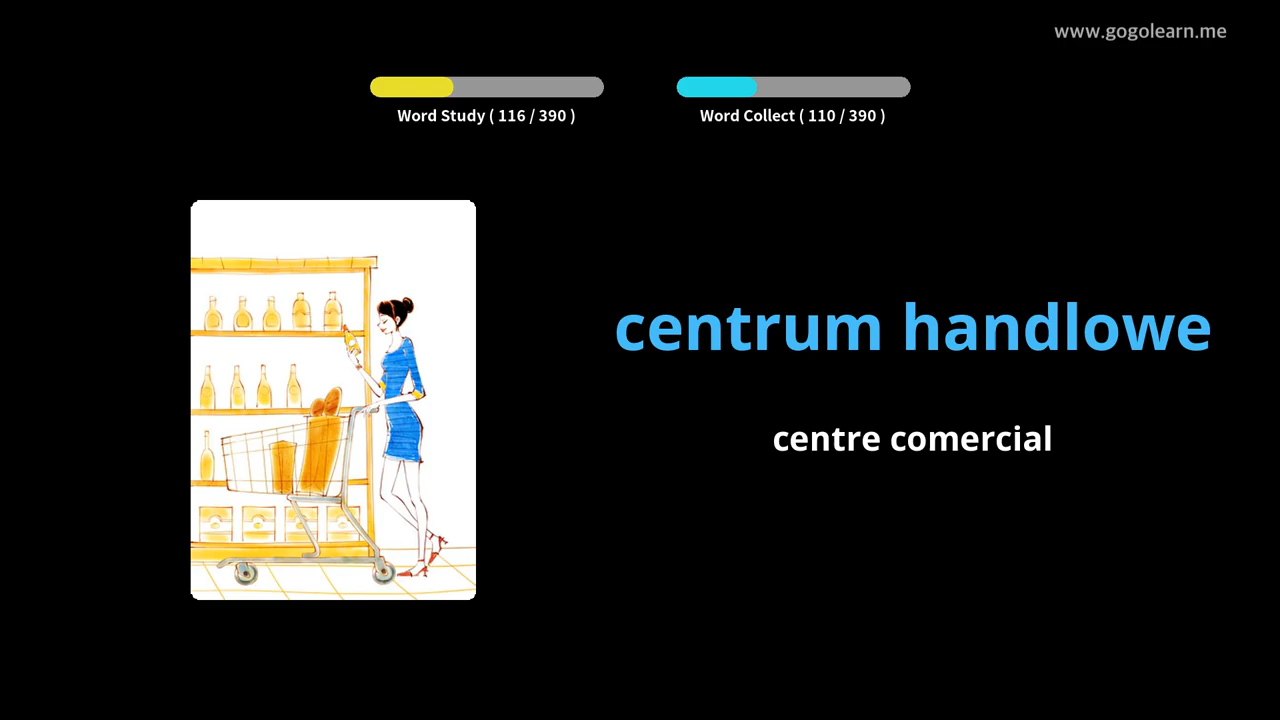 www.gogolearn.me
Word Study ( 116 / 390 )
Word Collect ( 110 / 390 )
centrum handlowe
centre comercial